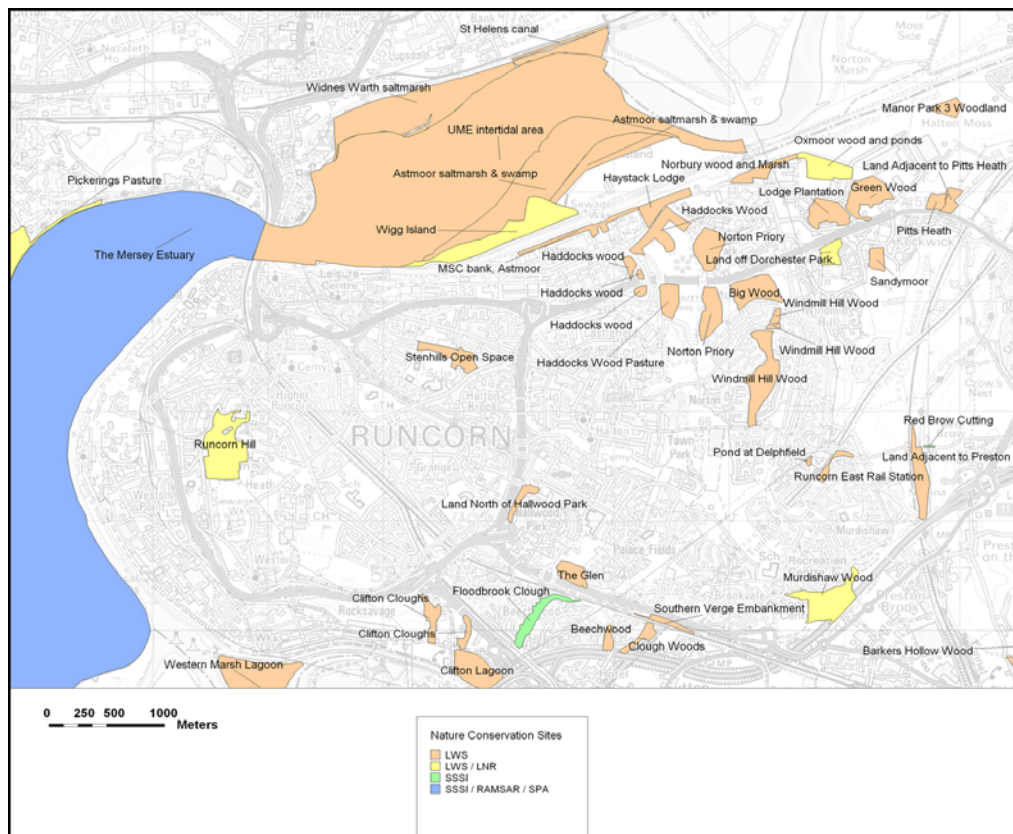 St Helens canal
Widnes Warth saltmarsh
Manor Park 3 Woodland
UME intertidal area
Astmoor saltmarsh & swamp
Oxmoor wood and ponds
Norbury wood and Marsh
Land Adjacent to Pitts Heath
Astmoor saltmarsh & swamp
Haystack Lodge
Pickerings Pasture
Lodge Plantation
Green Wood
Haddocks Wood
Wigg Island
Pitts Heath
Norton Priory
The Mersey Estuary
Haddocks wood
Land off Dorchester Park
MSC bank, Astmoor
Sandymoor
Haddocks wood
Big Wood
Windmill Hill Wood
Haddocks wood
Norton Priory
Windmill Hill Wood
Stenhills Open Space
Haddocks Wood Pasture
Windmill Hill Wood
Red Brow Cutting
RUNCORN
Runcorn Hill
Pond at Delphfield
Land Adjacent to Preston
Runcorn East Rail Station
Land North of Hallwood Park
Murdishaw
Palace Fields
The Glen
Murdishaw Wood
Floodbrook Clough
Clifton Cloughs
Rocksavage
Southern Verge Embankment
Clifton Cloughs
Beechwood
Clough Woods
Barkers Hollow Wood
Western Marsh Lagoon
Clifton Lagoon
0 250 500 1000
Meters
Nature Conservation Sites
LWS
LWS / LNR
SSSI
SSSI / RAMSAR / SPA